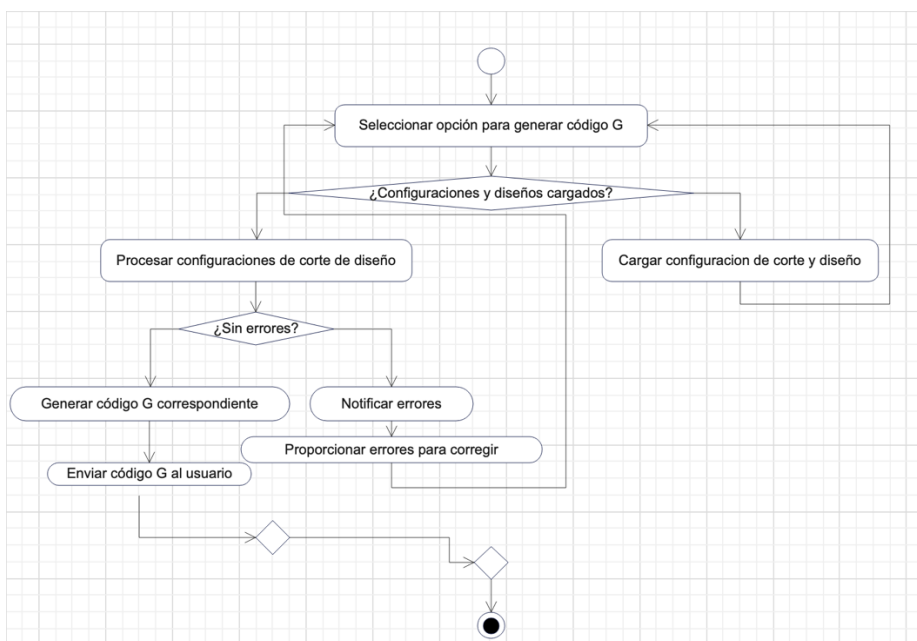 Seleccionar opción para generar código G
¿Configuraciones y diseños cargados?
Procesar configuraciones de corte de diseño
Cargar configuracion de corte y diseño
¿Sin errores?
Generar código G correspondiente
Notificar errores
Proporcionar errores para corregir
Enviar código G al usuario